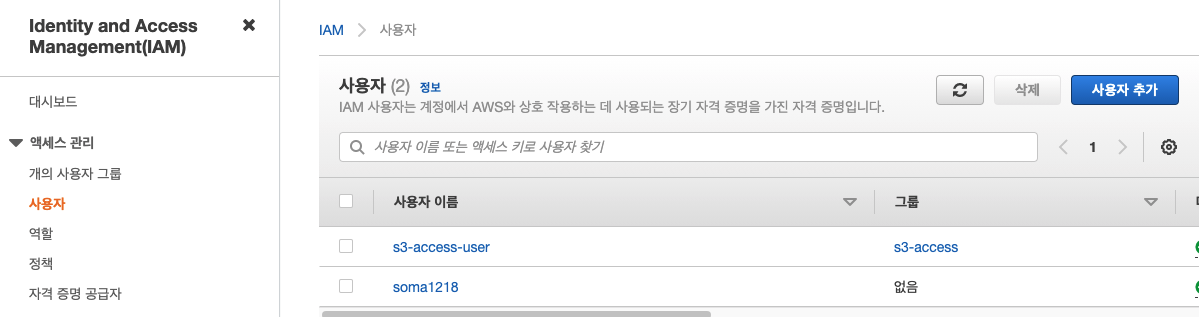 Identity and Access
Management(IAM)
대시보드
액세스 관리
개의 사용자 그룹
사용자
역할
정책
자격 증명 공급자
IAM > 사용자
사용자 (2) 정보
IAM 사용자는 계정에서 AWS와 상호 작용하는 데 사용되는 장기 자격 증명을 가진 자격 증명입니다.
삭제
사용자 추가
사용자 이름 또는 액세스 키로 사용자 찾기
1
사용자 이름 그룹
s3-access-user s3-access
soma1218 없음